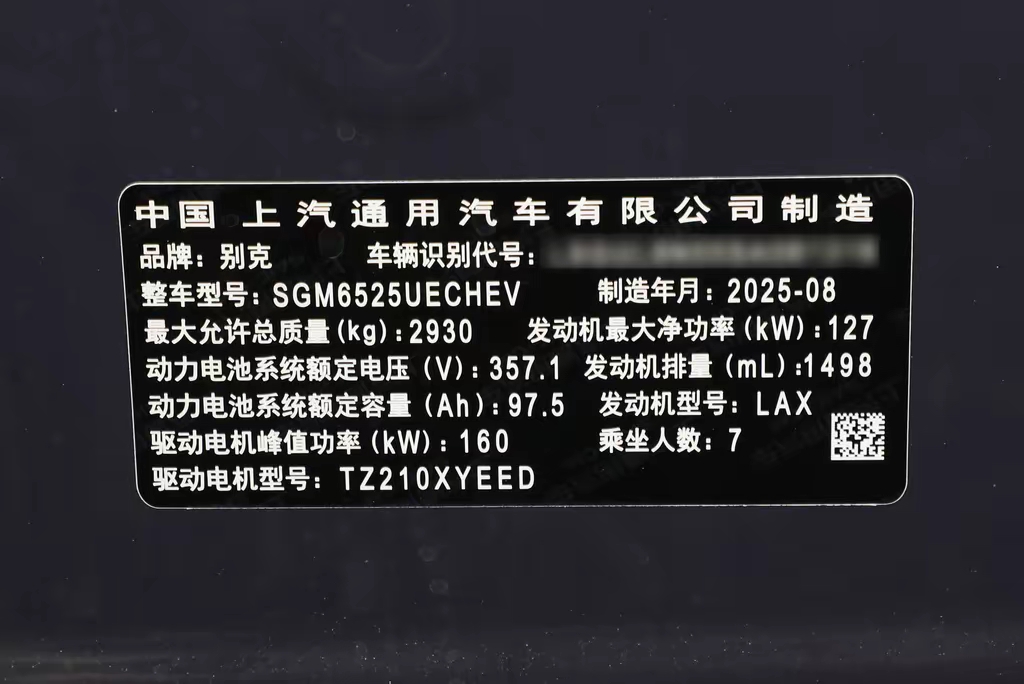 中国 上汽通用汽车有限公司制造
品牌：别克 车辆识别代号：
整车型号：SGM6525UECHEV 制造年月：2025-08
最大允许总质量(kg):2930 发动机最大净功率(kW):127
动力电池系统额定电压(V):357.1 发动机排量(mL):1498
动力电池系统额定容量(Ah):97.5 发动机型号：LAX
驱动电机峰值功率(kW):160 乘坐人数：7
驱动电机型号：TZ210XYEED